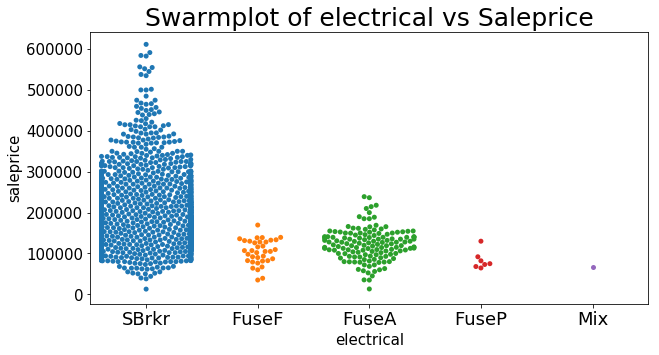 Swarmplot of electrical vs Saleprice
saleprice
600000
500000
400000
300000
200000
100000
0
SBrkr FuseF FuseA FuseP Mix
electrical